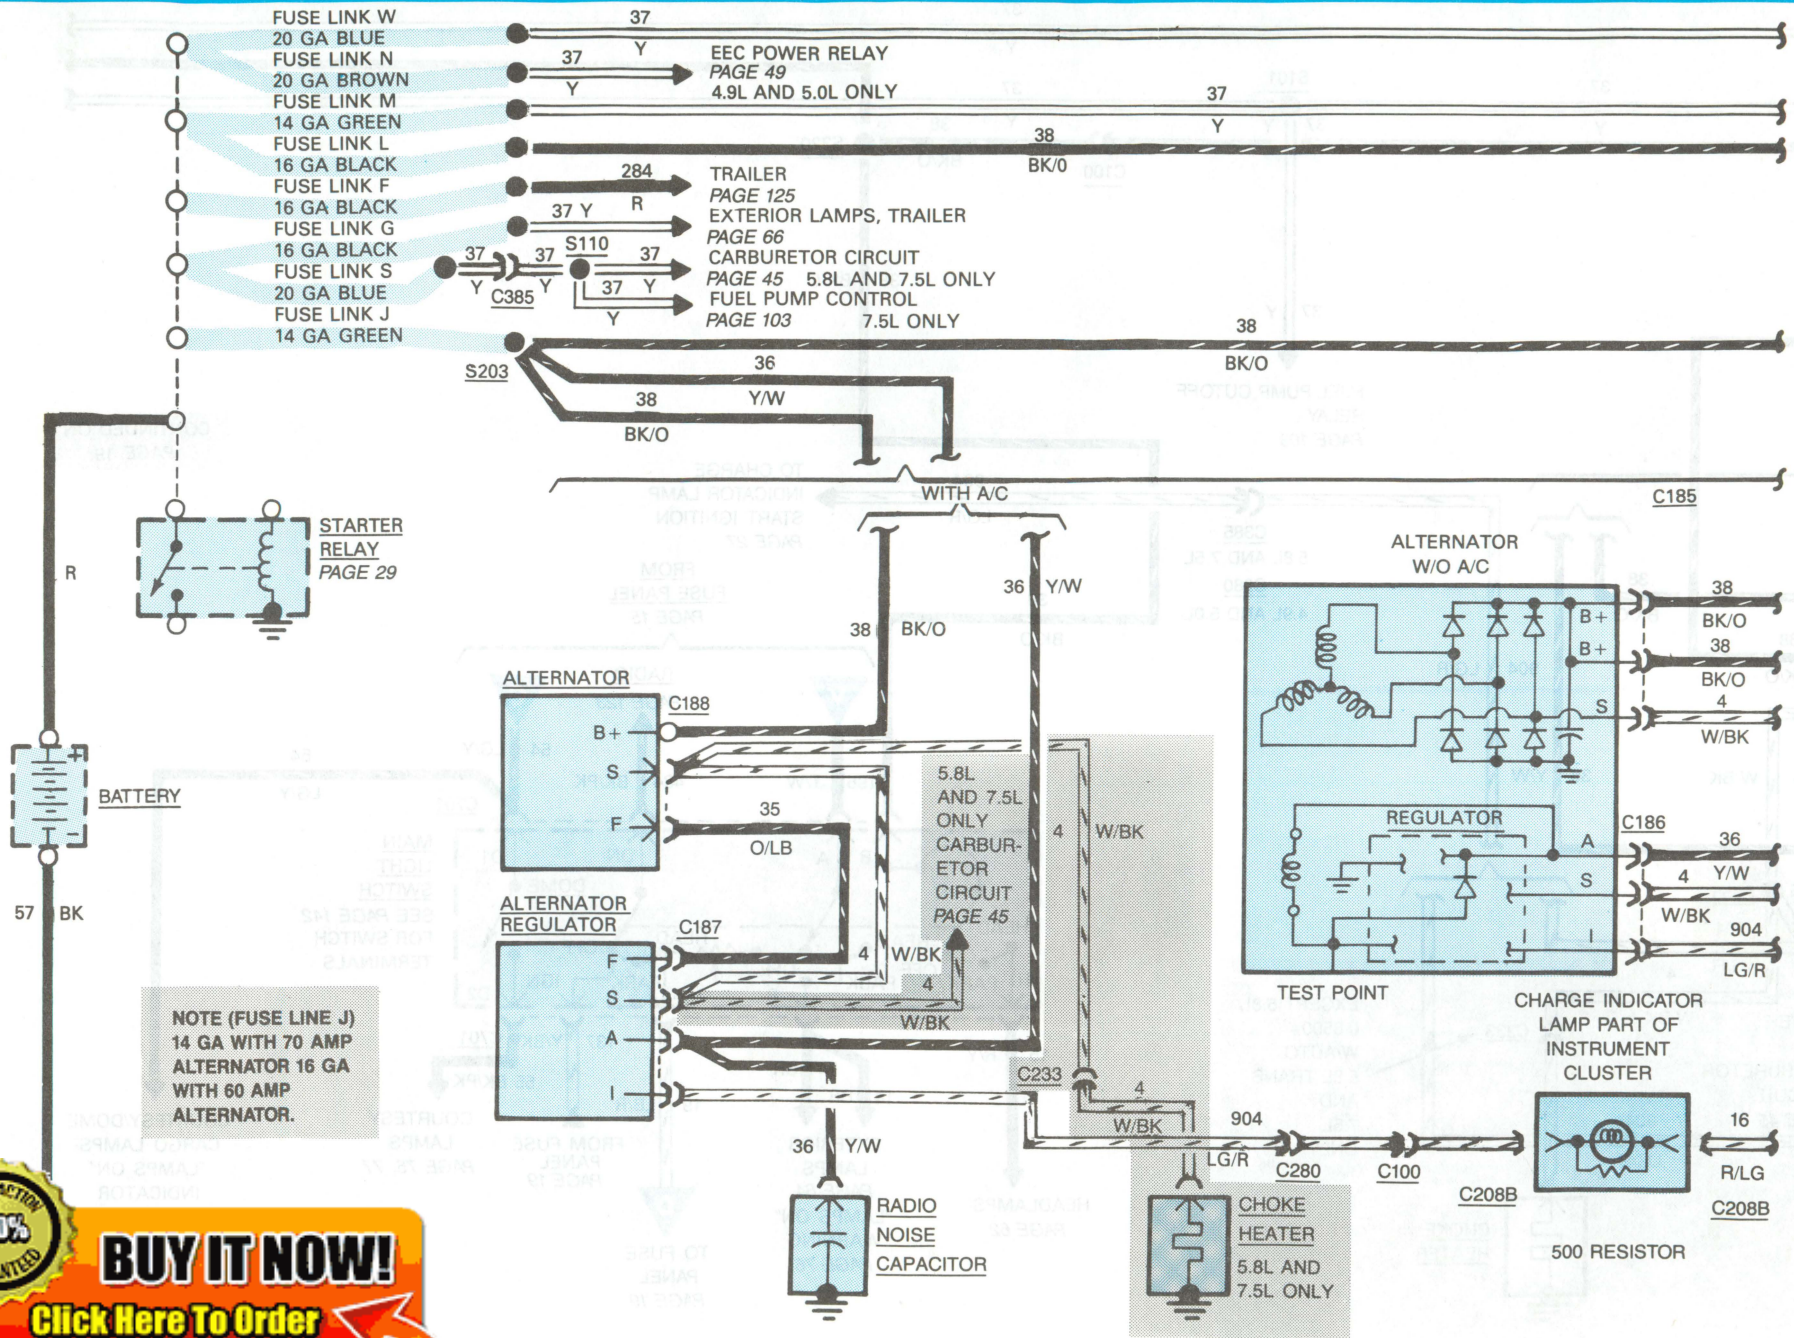 FUSE LINK W
20 GA BLUE
FUSE LINK N
20 GA BROWN
FUSE LINK M
14 GA GREEN
FUSE LINK L
16 GA BLACK
FUSE LINK F
16 GA BLACK
FUSE LINK G
16 GA BLACK
FUSE LINK S
20 GA BLUE
FUSE LINK J
14 GA GREEN
37
Y
37
Y
EEC POWER RELAY
PAGE 49
4.9L AND 5.0L ONLY
37
Y
38
BK/0
284
R
TRAILER
PAGE 125
37 Y
EXTERIOR LAMPS, TRAILER
PAGE 66
37
Y
C385
37
Y
S110
37
Y
CARBURETOR CIRCUIT
PAGE 45 5.8L AND 7.5L ONLY
37
Y
FUEL PUMP CONTROL
PAGE 103 7.5L ONLY
S203
38
BK/O
36
Y/W
38
BK/O
WITH A/C
C185
STARTER
RELAY
PAGE 29
R
BATTERY
+
-
57 BK
38 BK/O
36 Y/W
ALTERNATOR
C188
B+
S
F
35
O/LB
ALTERNATOR
REGULATOR
C187
F
S
A
I
4 W/BK
4
W/BK
5.8L
AND 7.5L
ONLY
CARBUR-
ETOR
CIRCUIT
PAGE 45
4 W/BK
C233
4
W/BK
904
LG/R
C280
C100
C208B
36 Y/W
RADIO
NOISE
CAPACITOR
CHOKE
HEATER
5.8L AND
7.5L ONLY
NOTE (FUSE LINE J)
14 GA WITH 70 AMP
ALTERNATOR 16 GA
WITH 60 AMP
ALTERNATOR.
ALTERNATOR
W/O A/C
B+
B+
S
38
BK/O
38
BK/O
4
W/BK
REGULATOR
C186
A
S
I
36
Y/W
4
W/BK
904
LG/R
TEST POINT
CHARGE INDICATOR
LAMP PART OF
INSTRUMENT
CLUSTER
16
R/LG
C208B
500 RESISTOR
BUY IT NOW!
Click Here To Order